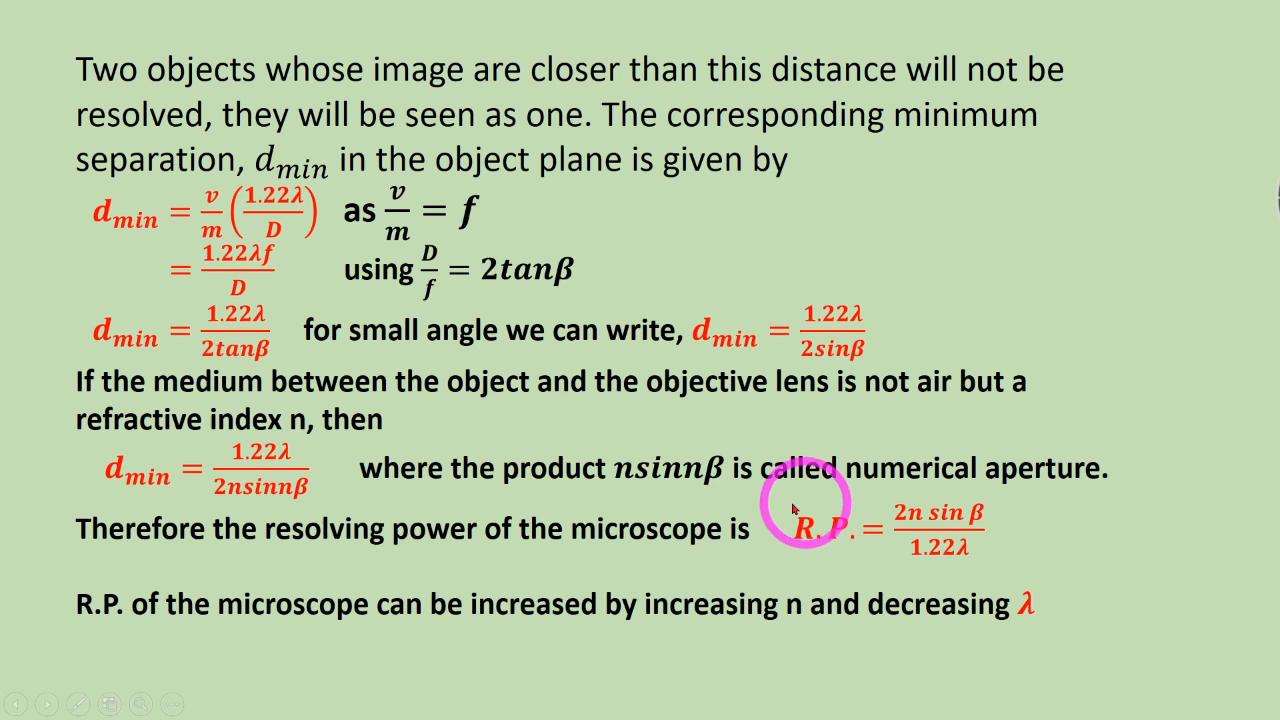 Two objects whose image are closer than this distance will not be
resolved, they will be seen as one. The corresponding minimum
separation, d_min in the object plane is given by
d_min = v/m (1.22λ/D) as v/m = f
= 1.22λf/D using D/f = 2tanβ
d_min = 1.22λ/2tanβ for small angle we can write, d_min = 1.22λ/2sinβ
If the medium between the object and the objective lens is not air but a
refractive index n, then
d_min = 1.22λ/2nsinnβ where the product nsinnβ is called numerical aperture.
Therefore the resolving power of the microscope is R.P. = 2n sin β/1.22λ
R.P. of the microscope can be increased by increasing n and decreasing λ